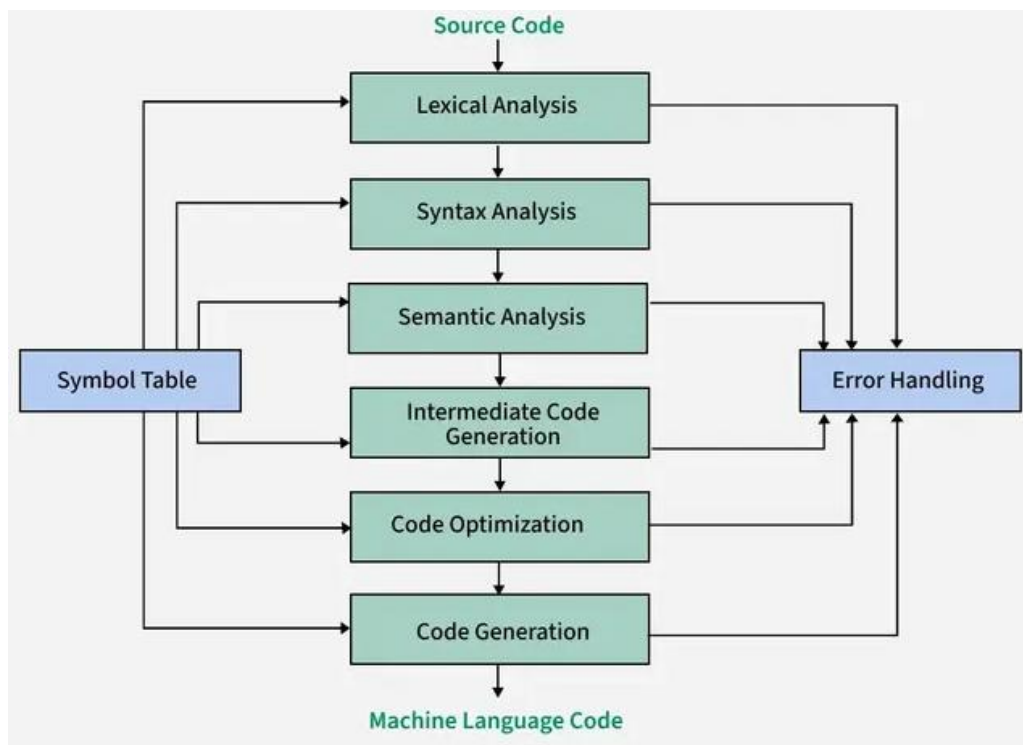 Source Code
Lexical Analysis
Syntax Analysis
Semantic Analysis
Symbol Table
Error Handling
Intermediate Code
Generation
Code Optimization
Code Generation
Machine Language Code